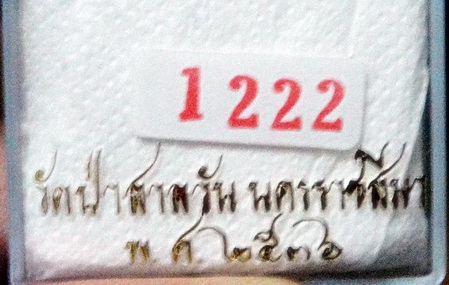 1222
วัดป่าสาลวัน นครราชสีมา
พ.ศ. ๒๕๓๖